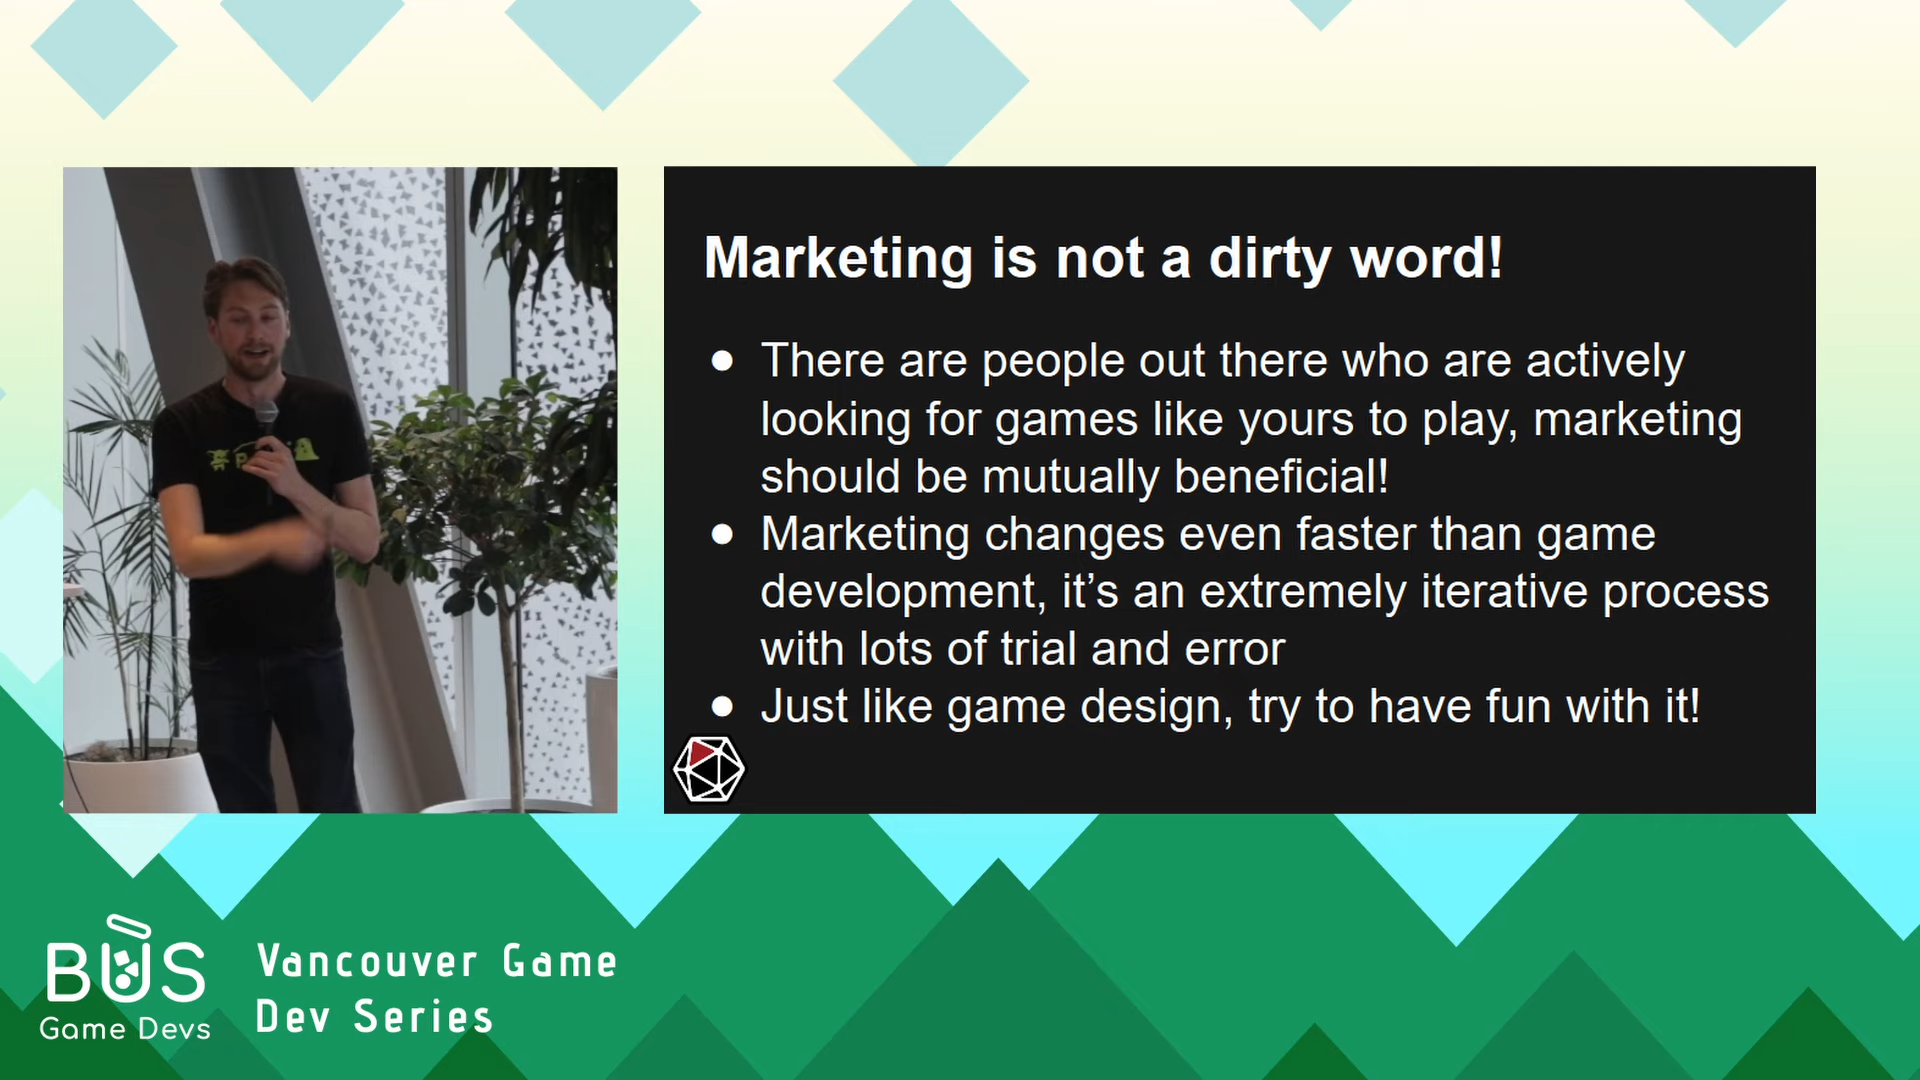 Marketing is not a dirty word!
● There are people out there who are actively
looking for games like yours to play, marketing
should be mutually beneficial!
● Marketing changes even faster than game
development, it's an extremely iterative process
with lots of trial and error
● Just like game design, try to have fun with it!
BUS
Game Devs
Vancouver Game
Dev Series